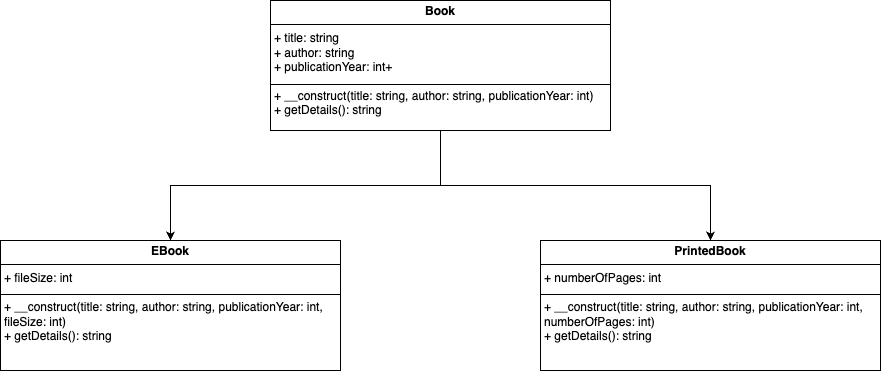 Book
+ title: string
+ author: string
+ publicationYear: int+
+ __construct(title: string, author: string, publicationYear: int)
+ getDetails(): string
EBook
+ fileSize: int
+ __construct(title: string, author: string, publicationYear: int,
fileSize: int)
+ getDetails(): string
PrintedBook
+ numberOfPages: int
+ __construct(title: string, author: string, publicationYear: int,
numberOfPages: int)
+ getDetails(): string